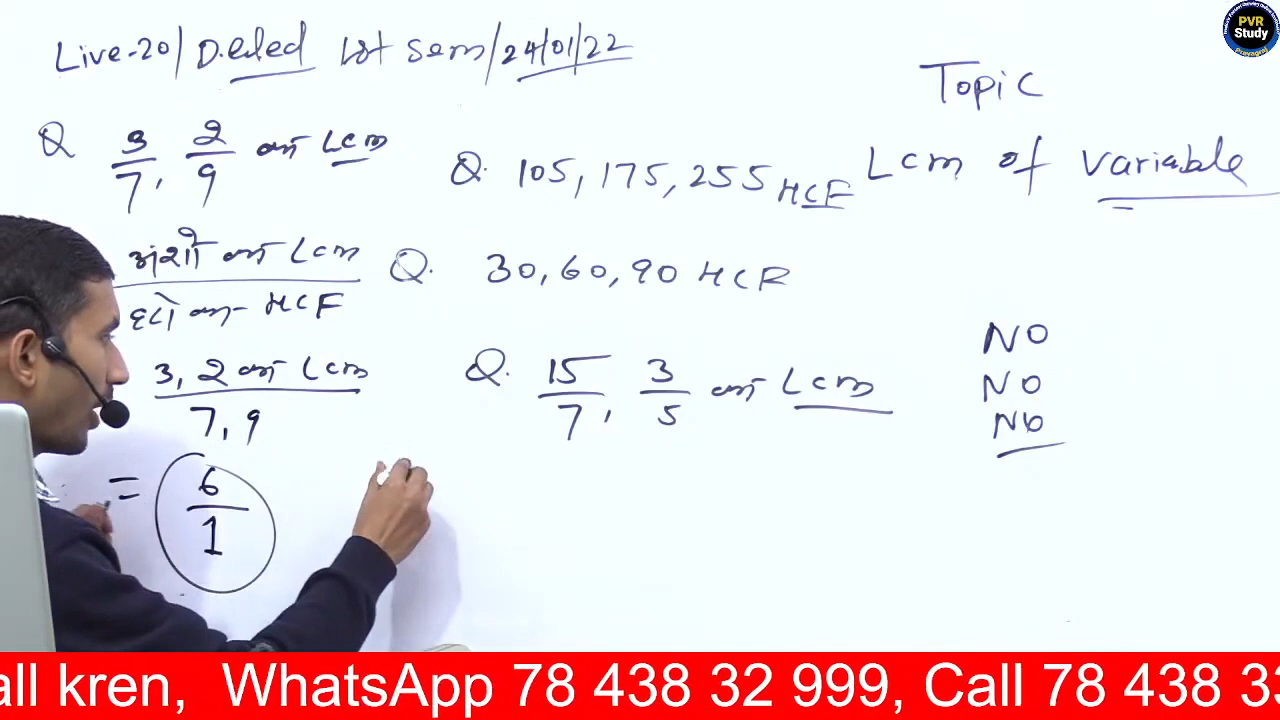 Live-20/ D.eled Ist Sem/24/01/22
Topic
Lcm of variable
Q 3/7, 2/9 का Lcm
अंशो का Lcm
हरो का HCF
3, 2 का Lcm
7, 9
= 6/1
Q. 105, 175, 255 HCF
Q. 30, 60, 90 HCF
Q. 15/7, 3/5 का Lcm
NO
NO
NO
PVR
Study
Prayagraj
all kren, WhatsApp 78 438 32 999, Call 78 438 3